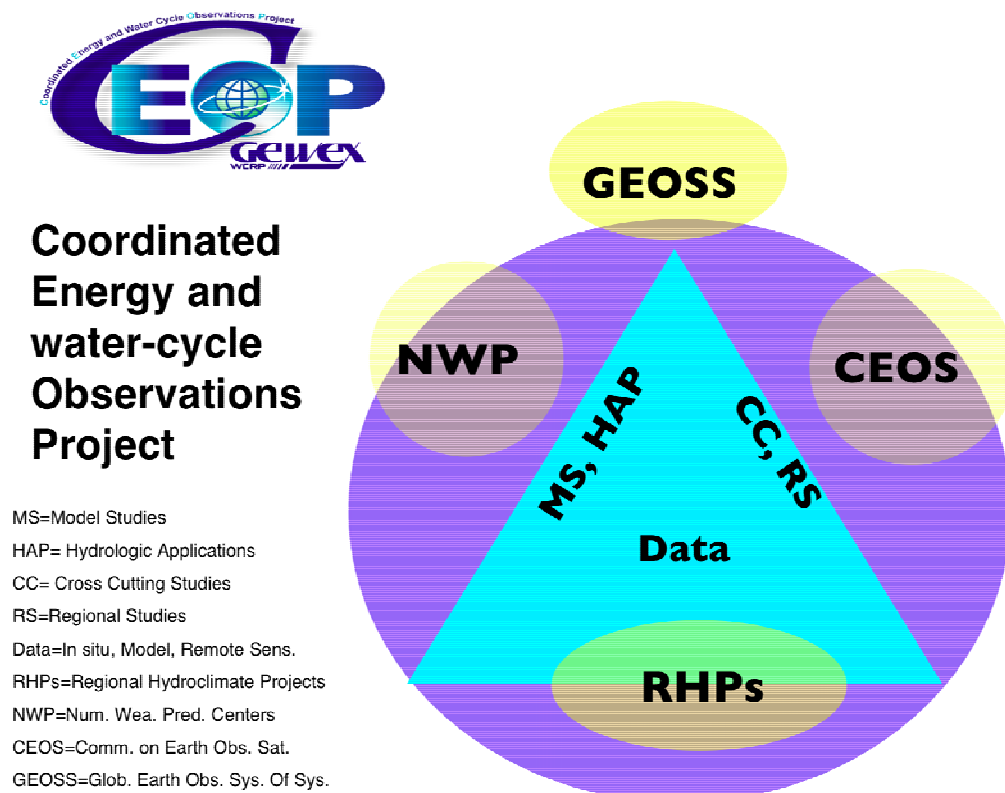 Coordinated Energy and Water Cycle Observations Project
CEOP
GEWEX
WCRP
Coordinated
Energy and
water-cycle
Observations
Project
MS=Model Studies
HAP= Hydrologic Applications
CC= Cross Cutting Studies
RS=Regional Studies
Data=In situ, Model, Remote Sens.
RHPs=Regional Hydroclimate Projects
NWP=Num. Wea. Pred. Centers
CEOS=Comm. on Earth Obs. Sat.
GEOSS=Glob. Earth Obs. Sys. Of Sys.
GEOSS
NWP
CEOS
MS, HAP
CC, RS
Data
RHPs